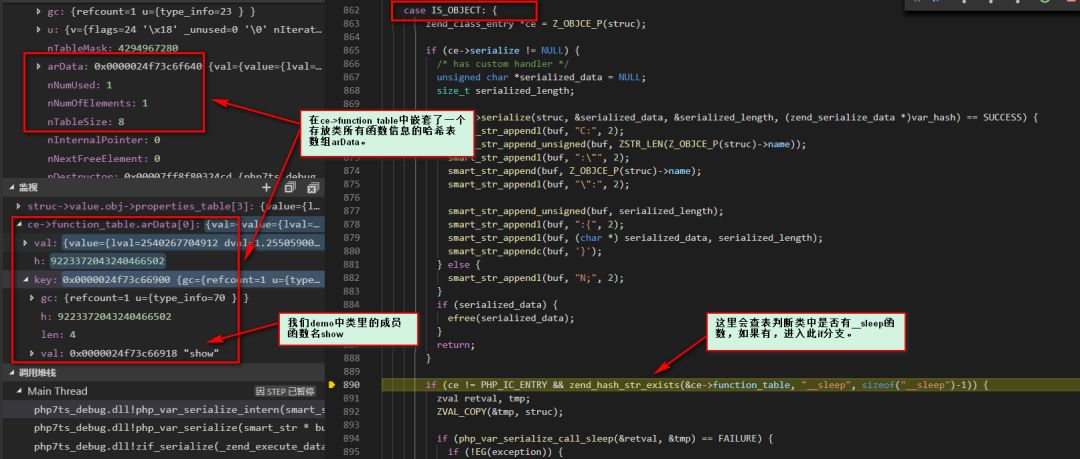 gc: {refcount=1 u={type_info=23 } }
u: {v={flags=24 '\x18' _unused=0 '\0' nIterat…
nTableMask: 4294967280
arData: 0x0000024f73c6f640 {val={value={lval=…
nNumUsed: 1
nNumOfElements: 1
nTableSize: 8
nInternalPointer: 0
nNextFreeElement: 0
nDestructor: 0x00007ff8f80324cd {php7ts_debug.
监视
struc->value.obj->properties_table[3]: {value={l…
ce->function_table.arData[0]: {val={value={lval=…
val: {value={lval=2540267704912 dval=1.25505900…
h: 9223372043240466502
key: 0x0000024f73c66900 {gc={refcount=1 u={type…
gc: {refcount=1 u={type_info=70 } }
h: 9223372043240466502
len: 4
val: 0x0000024f73c66918 "show"
调用堆栈
Main Thread
因 STEP 已暂停
php7ts_debug.dll!php_var_serialize_intern(smart_s
php7ts_debug.dll!php_var_serialize(smart_str * bu
php7ts_debug.dll!zif_serialize(_zend_execute_data
在ce->function_table中嵌套了一个
存放类所有函数信息的哈希表
数组arData。
我们demo中类里的成员
函数名show
862 case IS_OBJECT: {
863 zend_class_entry *ce = Z_OBJCE_P(struc);
864
865 if (ce->serialize != NULL) {
866 /* has custom handler */
867 unsigned char *serialized_data = NULL;
868 size_t serialized_length;
869
>serialize(struc, &serialized_data, &serialized_length, (zend_serialize_data *)var_hash) == SUCCESS) {
_str_appendl(buf, "C:", 2);
_str_append_unsigned(buf, ZSTR_LEN(Z_OBJCE_P(struc)->name));
_str_appendl(buf, ":\"", 2);
874 smart_str_append(buf, Z_OBJCE_P(struc)->name);
875 smart_str_appendl(buf, "\":", 2);
876
877 smart_str_append_unsigned(buf, serialized_length);
878 smart_str_appendl(buf, ":{", 2);
879 smart_str_appendl(buf, (char *) serialized_data, serialized_length);
880 smart_str_appendc(buf, '}');
881 } else {
882 smart_str_appendl(buf, "N;", 2);
883 }
884 if (serialized_data) {
885 efree(serialized_data);
886 }
887 return;
888 }
889
890 if (ce != PHP_IC_ENTRY && zend_hash_str_exists(&ce->function_table, "__sleep", sizeof("__sleep")-1)) {
891 zval retval, tmp;
892 ZVAL_COPY(&tmp, struc);
893
894 if (php_var_serialize_call_sleep(&retval, &tmp) == FAILURE) {
895 if (!EG(exception)) {
这里会查表判断类中是否有__sleep函
数，如果有，进入此if分支。